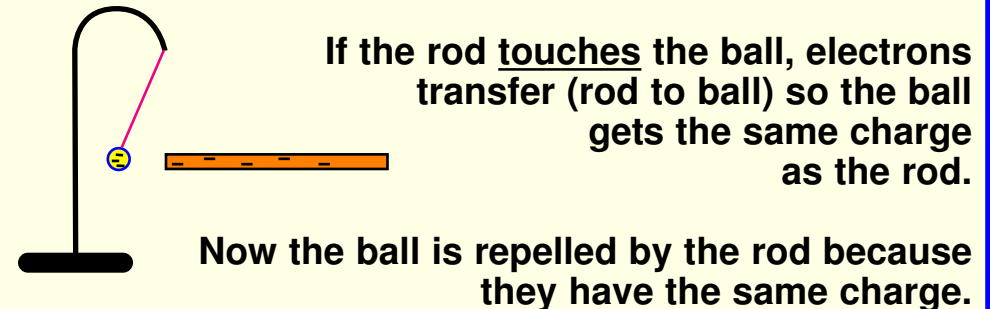 If the rod touches the ball, electrons
transfer (rod to ball) so the ball
gets the same charge
as the rod.
Now the ball is repelled by the rod because
they have the same charge.